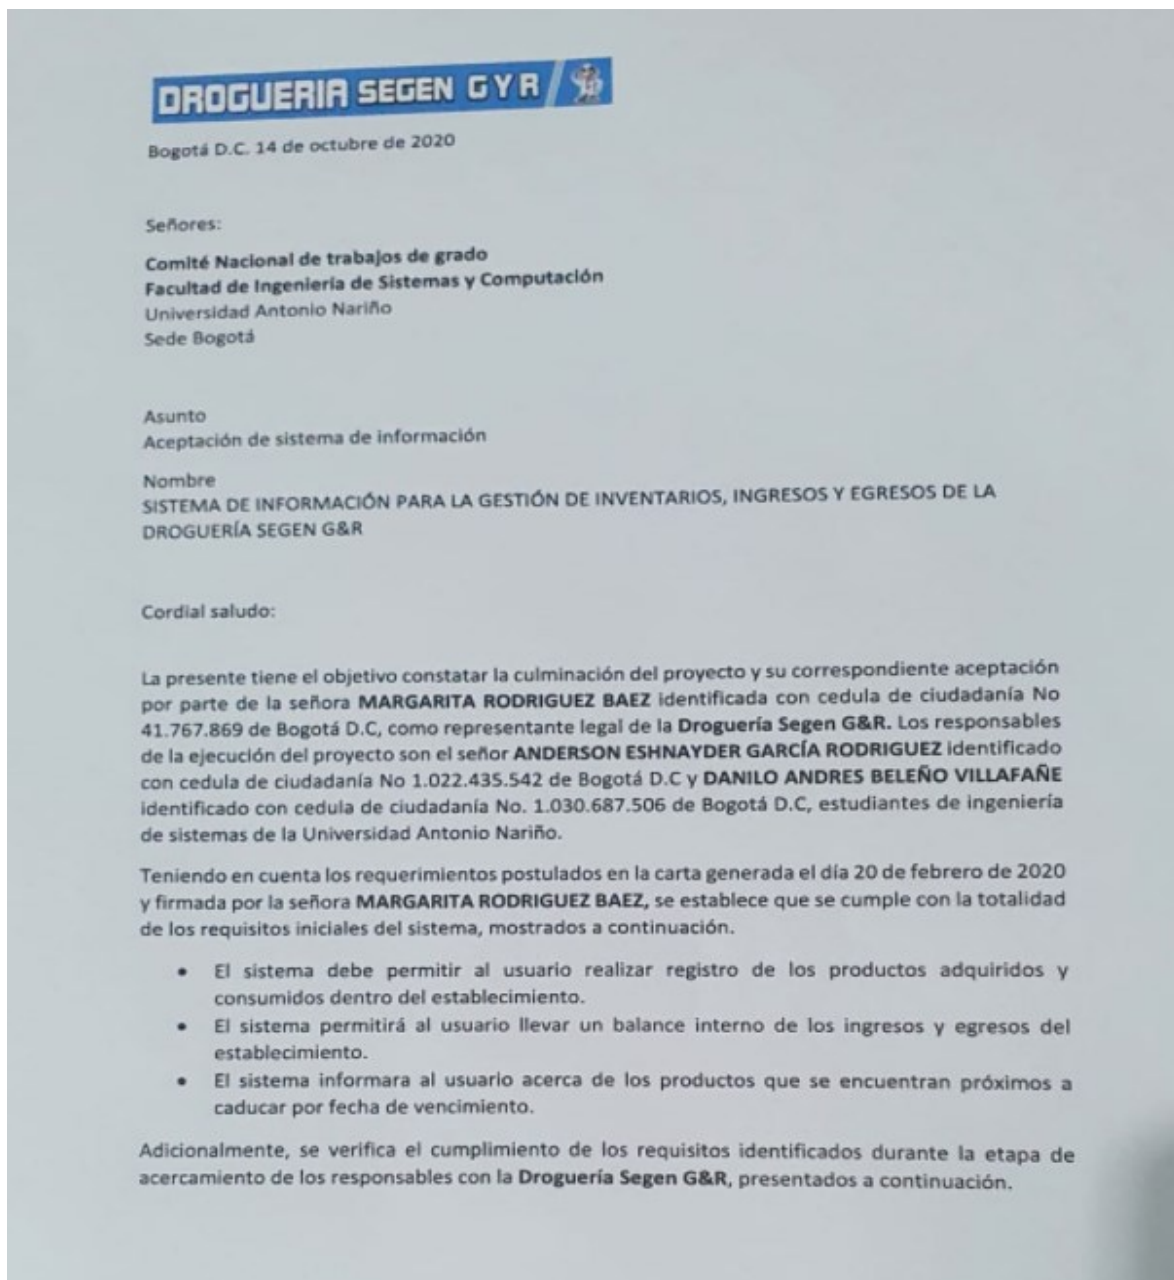 DROGUERIA SEGEN G Y R
Bogotá D.C. 14 de octubre de 2020
Señores:
Comité Nacional de trabajos de grado
Facultad de Ingeniería de Sistemas y Computación
Universidad Antonio Nariño
Sede Bogotá
Asunto
Aceptación de sistema de información
Nombre
SISTEMA DE INFORMACIÓN PARA LA GESTIÓN DE INVENTARIOS, INGRESOS Y EGRESOS DE LA
DROGUERÍA SEGEN G&R
Cordial saludo:
La presente tiene el objetivo constatar la culminación del proyecto y su correspondiente aceptación
por parte de la señora MARGARITA RODRIGUEZ BAEZ identificada con cedula de ciudadanía No
41.767.869 de Bogotá D.C, como representante legal de la Droguería Segen G&R. Los responsables
de la ejecución del proyecto son el señor ANDERSON ESHNAYDER GARCÍA RODRIGUEZ identificado
con cedula de ciudadanía No 1.022.435.542 de Bogotá D.C y DANILO ANDRES BELEÑO VILLAFAÑE
identificado con cedula de ciudadanía No. 1.030.687.506 de Bogotá D.C, estudiantes de ingeniería
de sistemas de la Universidad Antonio Nariño.
Teniendo en cuenta los requerimientos postulados en la carta generada el día 20 de febrero de 2020
y firmada por la señora MARGARITA RODRIGUEZ BAEZ, se establece que se cumple con la totalidad
de los requisitos iniciales del sistema, mostrados a continuación.
• El sistema debe permitir al usuario realizar registro de los productos adquiridos y
consumidos dentro del establecimiento.
• El sistema permitirá al usuario llevar un balance interno de los ingresos y egresos del
establecimiento.
• El sistema informara al usuario acerca de los productos que se encuentran próximos a
caducar por fecha de vencimiento.
Adicionalmente, se verifica el cumplimiento de los requisitos identificados durante la etapa de
acercamiento de los responsables con la Droguería Segen G&R, presentados a continuación.